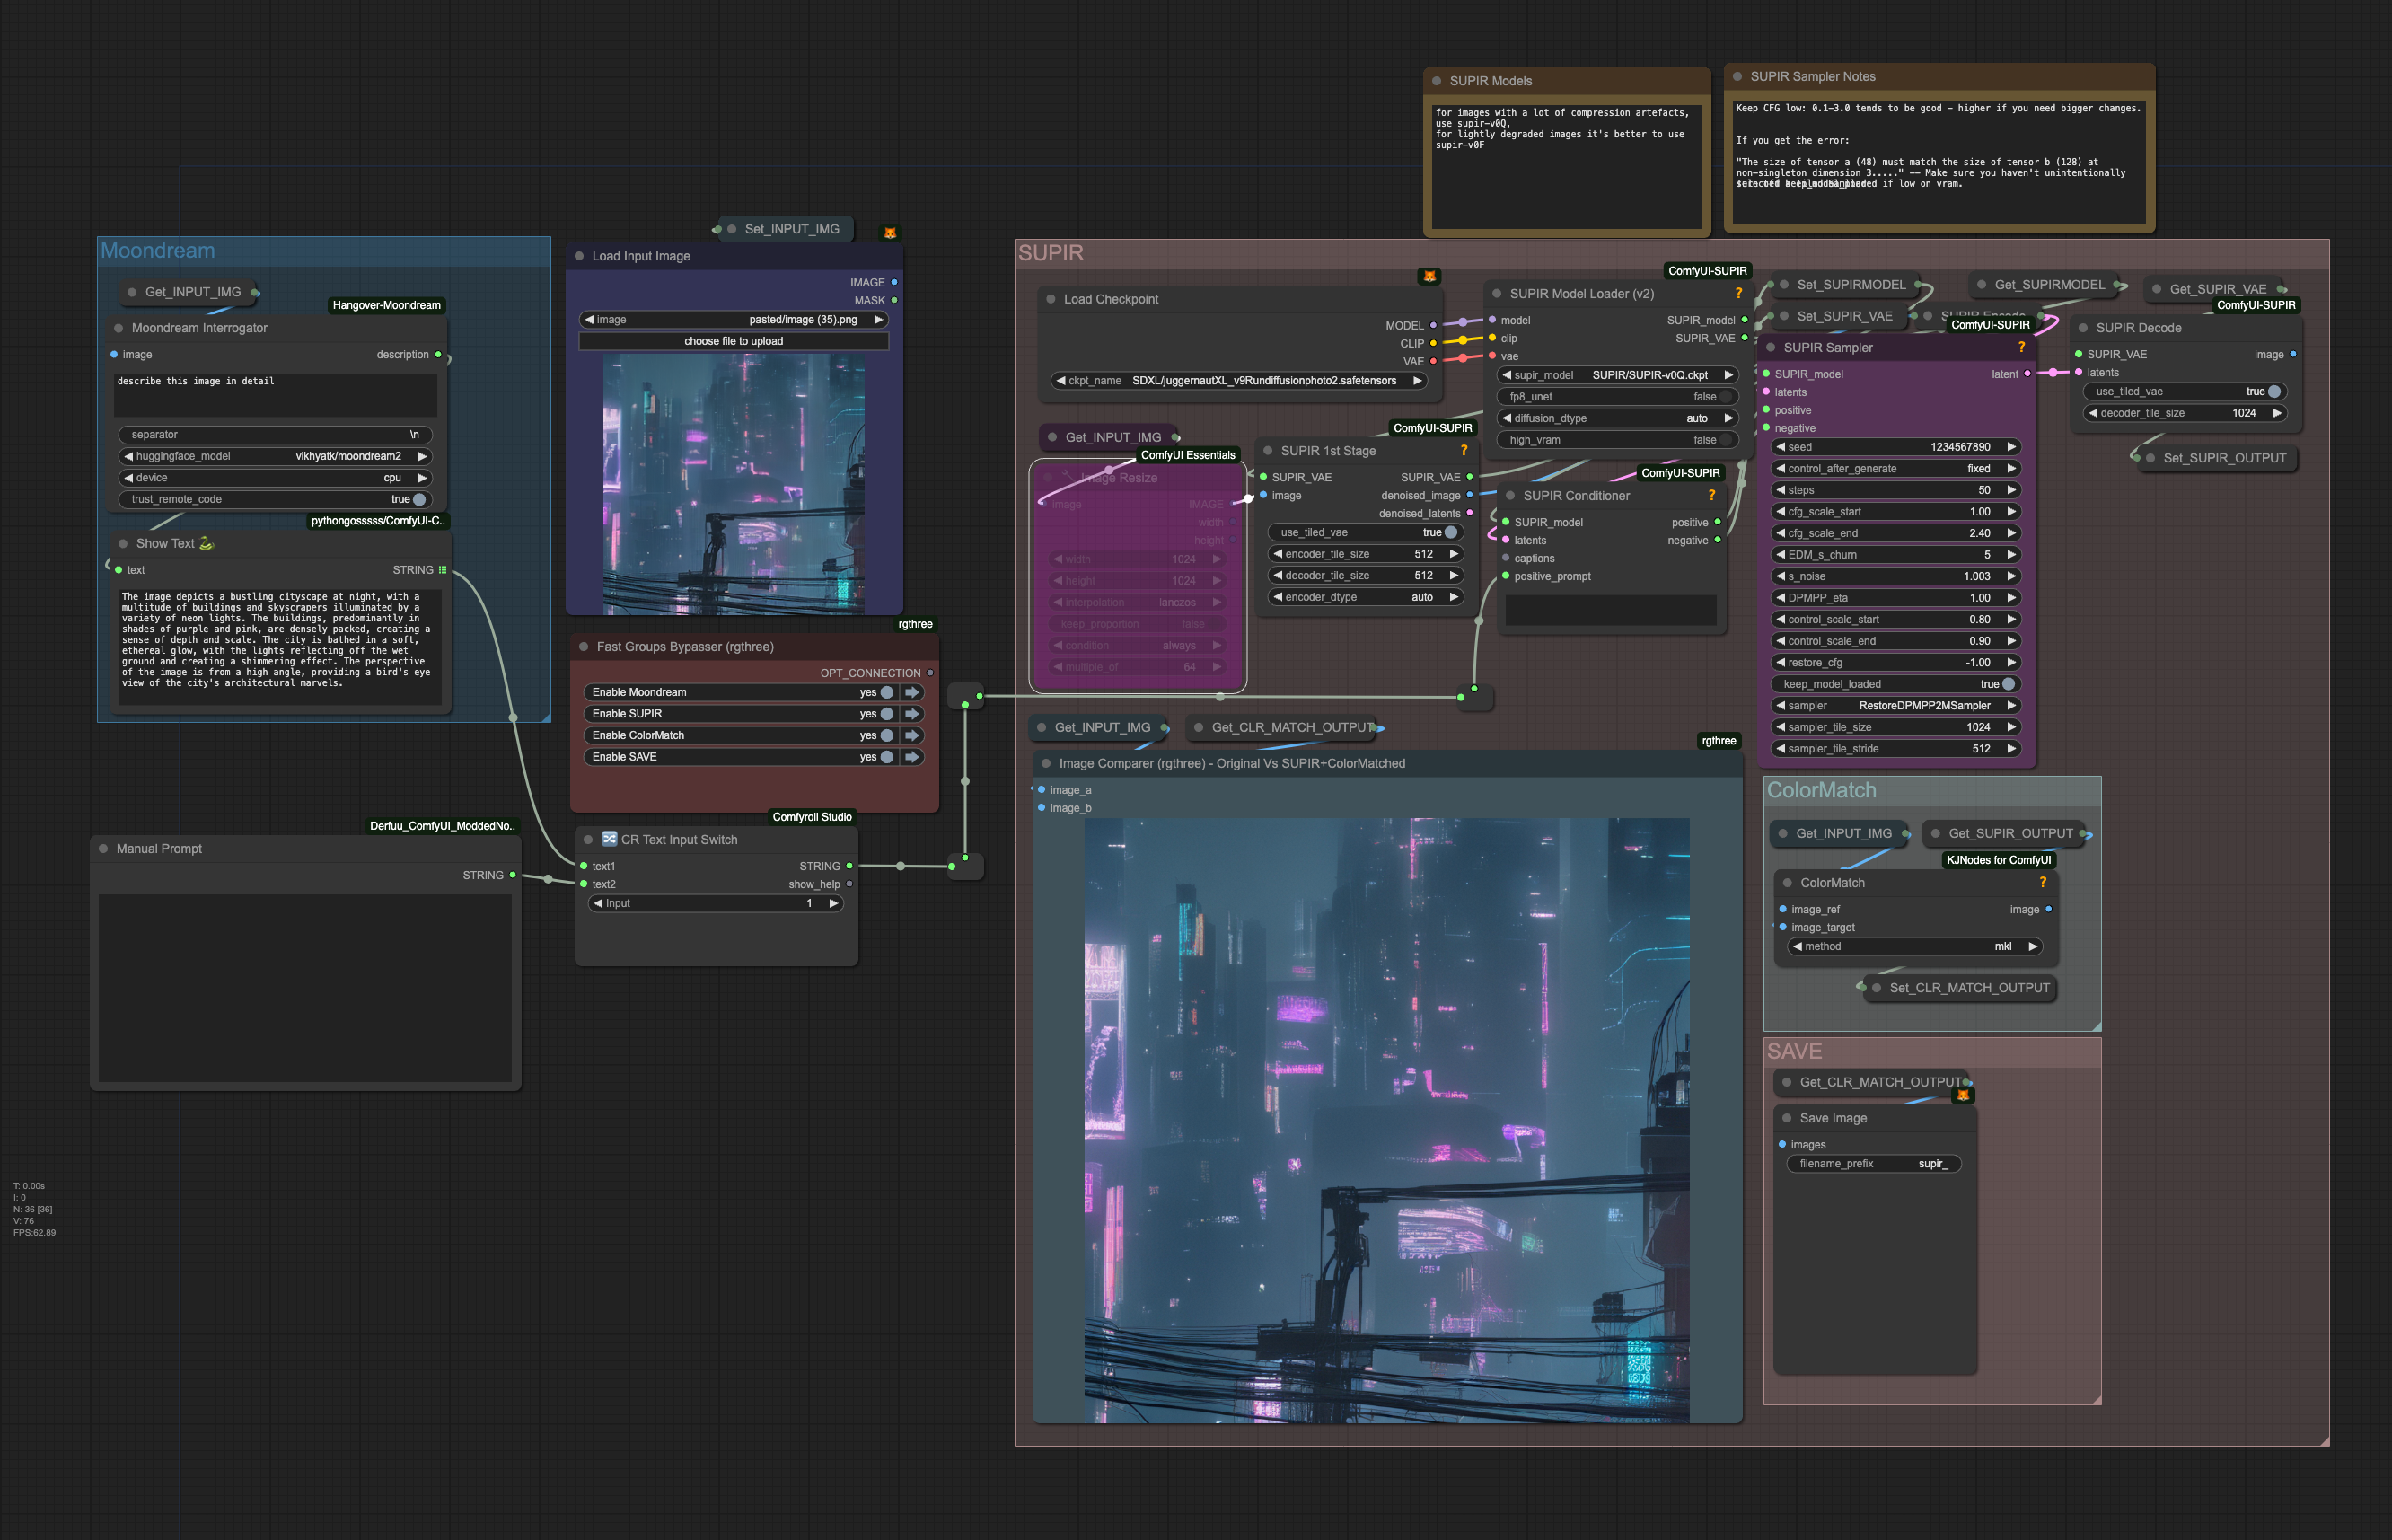 SUPIR Models
for images with a lot of compression artefacts,
use supir-v0Q,
for lightly degraded images it's better to use
supir-v0F
SUPIR Sampler Notes
Keep CFG low: 0.1-3.0 tends to be good - higher if you need bigger changes.
If you get the error:
"The size of tensor a (48) must match the size of tensor b (128) at
non-singleton dimension 3....." -- Make sure you haven't unintentionally
if low on vram.
Moondream
Get_INPUT_IMG
Hangover-Moondream
Moondream Interrogator
image description
describe this image in detail
separator \n
huggingface_model vikhyatk/moondream2
device cpu
trust_remote_code true
pythongosssss/ComfyUI-C..
Show Text
text STRING
The image depicts a bustling cityscape at night, with a
multitude of buildings and skyscrapers illuminated by a
variety of neon lights. The buildings, predominantly in
shades of purple and pink, are densely packed, creating a
sense of depth and scale. The city is bathed in a soft,
ethereal glow, with the lights reflecting off the wet
ground and creating a shimmering effect. The perspective
of the image is from a high angle, providing a bird's eye
view of the city's architectural marvels.
Derfuu_ComfyUI_ModdedNo..
Manual Prompt
STRING
Set_INPUT_IMG
Load Input Image
IMAGE
MASK
image pasted/image (35).png
choose file to upload
rgthree
Fast Groups Bypasser (rgthree)
OPT_CONNECTION
Enable Moondream yes
Enable SUPIR yes
Enable ColorMatch yes
Enable SAVE yes
Comfyroll Studio
CR Text Input Switch
text1 STRING
text2 show_help
Input 1
SUPIR
Load Checkpoint
MODEL
CLIP
VAE
ckpt_name SDXL/juggernautXL_v9Rundiffusionphoto2.safetensors
ComfyUI-SUPIR
SUPIR Model Loader (v2) ?
model SUPIR_model
clip SUPIR_VAE
vae
supir_model SUPIR/SUPIR-v0Q.ckpt
fp8_unet false
diffusion_dtype auto
high_vram false
Get_INPUT_IMG
ComfyUI Essentials
Image Resize
image IMAGE
width
height
width 1024
height 1024
interpolation lanczos
keep_proportion false
condition always
multiple_of 64
ComfyUI-SUPIR
SUPIR 1st Stage ?
SUPIR_VAE SUPIR_VAE
image denoised_image
denoised_latents
use_tiled_vae true
encoder_tile_size 512
decoder_tile_size 512
encoder_dtype auto
ComfyUI-SUPIR
SUPIR Conditioner ?
SUPIR_model positive
latents negative
captions
positive_prompt
Set_SUPIRMODEL
Get_SUPIRMODEL
Get_SUPIR_VAE
Set_SUPIR_VAE
SUPIR Encode
ComfyUI-SUPIR
SUPIR Sampler ?
SUPIR_model latent
latents
positive
negative
seed 1234567890
control_after_generate fixed
steps 50
cfg_scale_start 1.00
cfg_scale_end 2.40
EDM_s_churn 5
s_noise 1.003
DPMPP_eta 1.00
control_scale_start 0.80
control_scale_end 0.90
restore_cfg -1.00
keep_model_loaded true
sampler RestoreDPMPP2MSampler
sampler_tile_size 1024
sampler_tile_stride 512
ComfyUI-SUPIR
SUPIR Decode
SUPIR_VAE image
latents
use_tiled_vae true
decoder_tile_size 1024
Set_SUPIR_OUTPUT
Get_INPUT_IMG
Get_CLR_MATCH_OUTPUT
rgthree
Image Comparer (rgthree) - Original Vs SUPIR+ColorMatched
image_a
image_b
ColorMatch
Get_INPUT_IMG
Get_SUPIR_OUTPUT
KJNodes for ComfyUI
ColorMatch ?
image_ref image
image_target
method mkl
Set_CLR_MATCH_OUTPUT
SAVE
Get_CLR_MATCH_OUTPUT
Save Image
images
filename_prefix supir_
T: 0.00s
I: 0
N: 36 [36]
V: 76
FPS:62.89